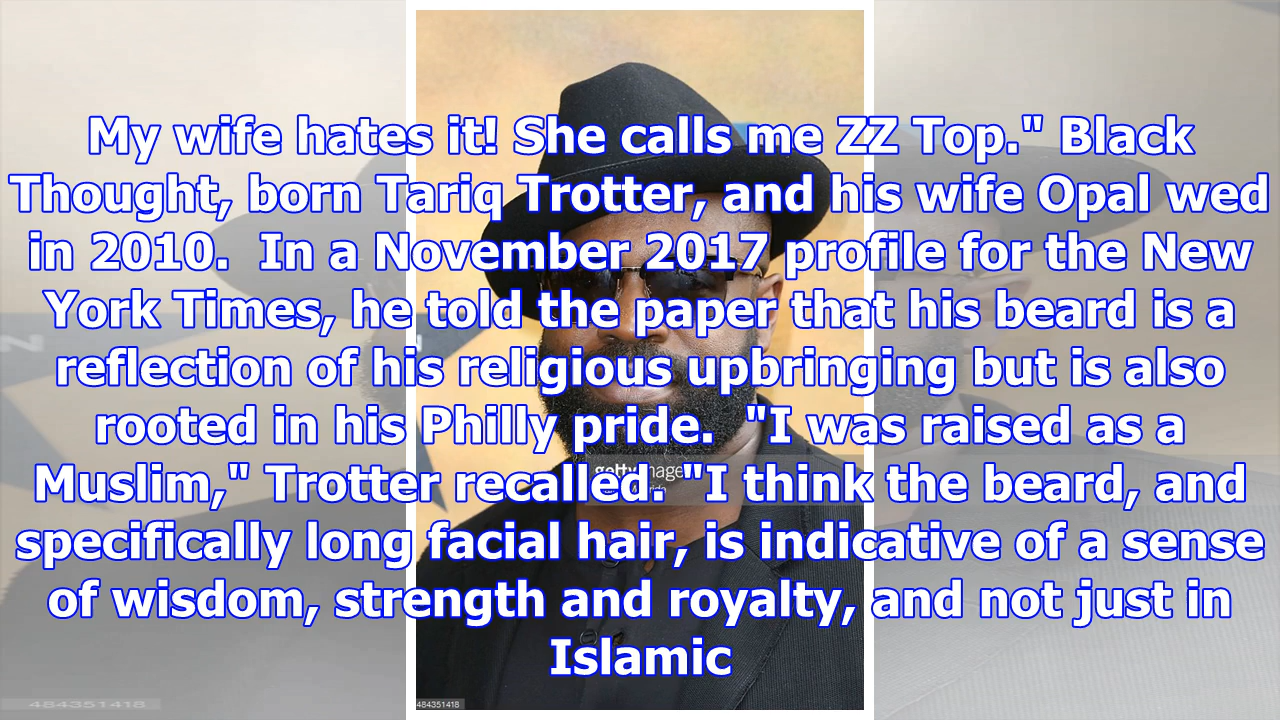 My wife hates it! She calls me ZZ Top." Black
Thought, born Tariq Trotter, and his wife Opal wed
in 2010.  In a November 2017 profile for the New
York Times, he told the paper that his beard is a
reflection of his religious upbringing but is also
rooted in his Philly pride.  "I was raised as a
Muslim," Trotter recalled. "I think the beard, and
specifically long facial hair, is indicative of a sense
of wisdom, strength and royalty, and not just in
Islamic
gettyimages
484351418
484351418
N